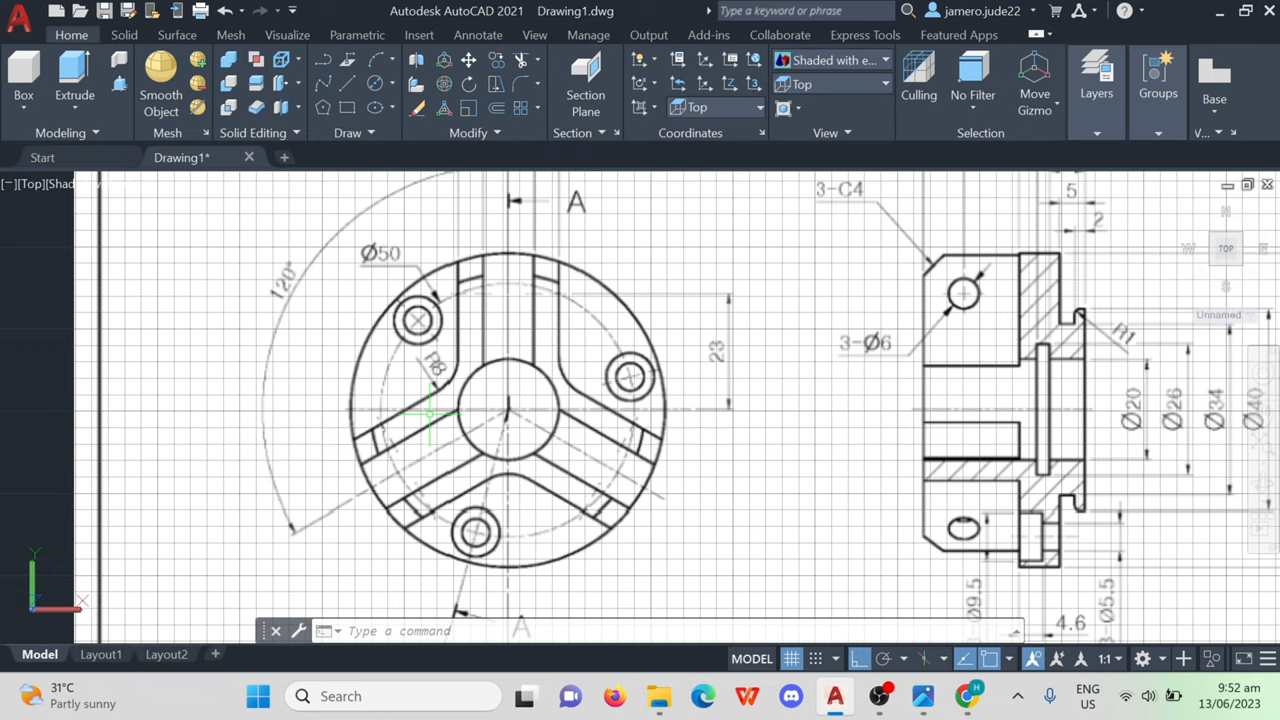 Autodesk AutoCAD 2021 Drawing1.dwg
Type a keyword or phrase
jamero.jude22
Home Solid Surface Mesh Visualize Parametric Insert Annotate View Manage Output Add-ins Collaborate Express Tools Featured Apps
Shaded with e...
Top
Top
Box Extrude Smooth Object Section Plane Culling No Filter Move Gizmo Layers Groups Base
Modeling Mesh Solid Editing Draw Modify Section Coordinates View Selection V...
Start Drawing1*
[−][Top][Shad
A
3-C4
5
2
N
W TOP E
S
Unnamed
Ø50
120°
R8
23
3-Ø6
R1
Ø20
Ø26
Ø34
Ø40
Ø9.5
Ø5.5
4.6
A
Y
X
Type a command
Model Layout1 Layout2
MODEL
1:1
31°C
Partly sunny
Search
ENG
US
9:52 am
13/06/2023